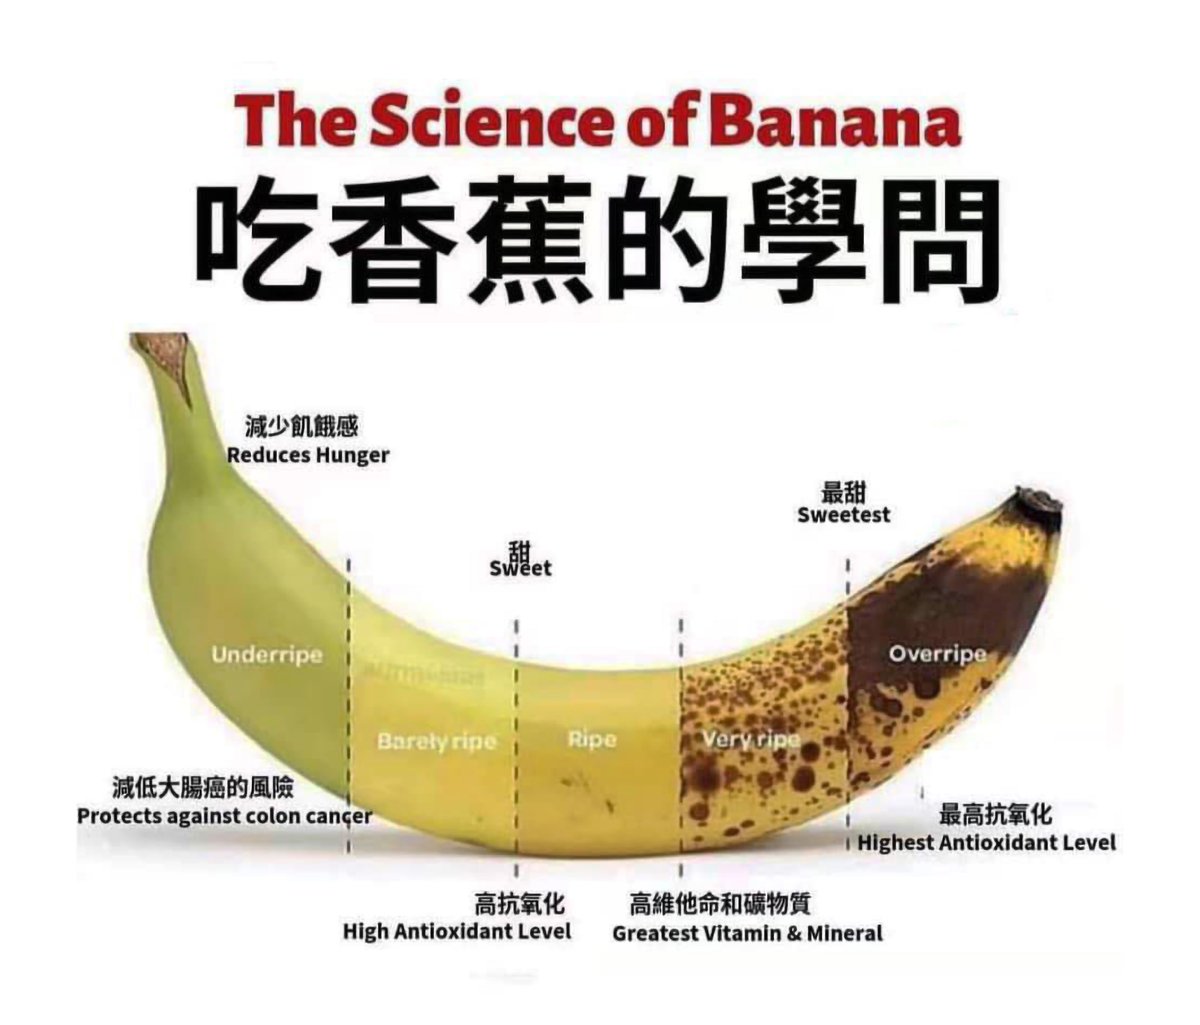 The Science of Banana
吃香蕉的學問
減少飢餓感
Reduces Hunger
最甜
Sweetest
甜
Sweet
Underripe
Overripe
Barely ripe
Ripe
Very ripe
減低大腸癌的風險
Protects against colon cancer
最高抗氧化
Highest Antioxidant Level
高抗氧化
High Antioxidant Level
高維他命和礦物質
Greatest Vitamin & Mineral